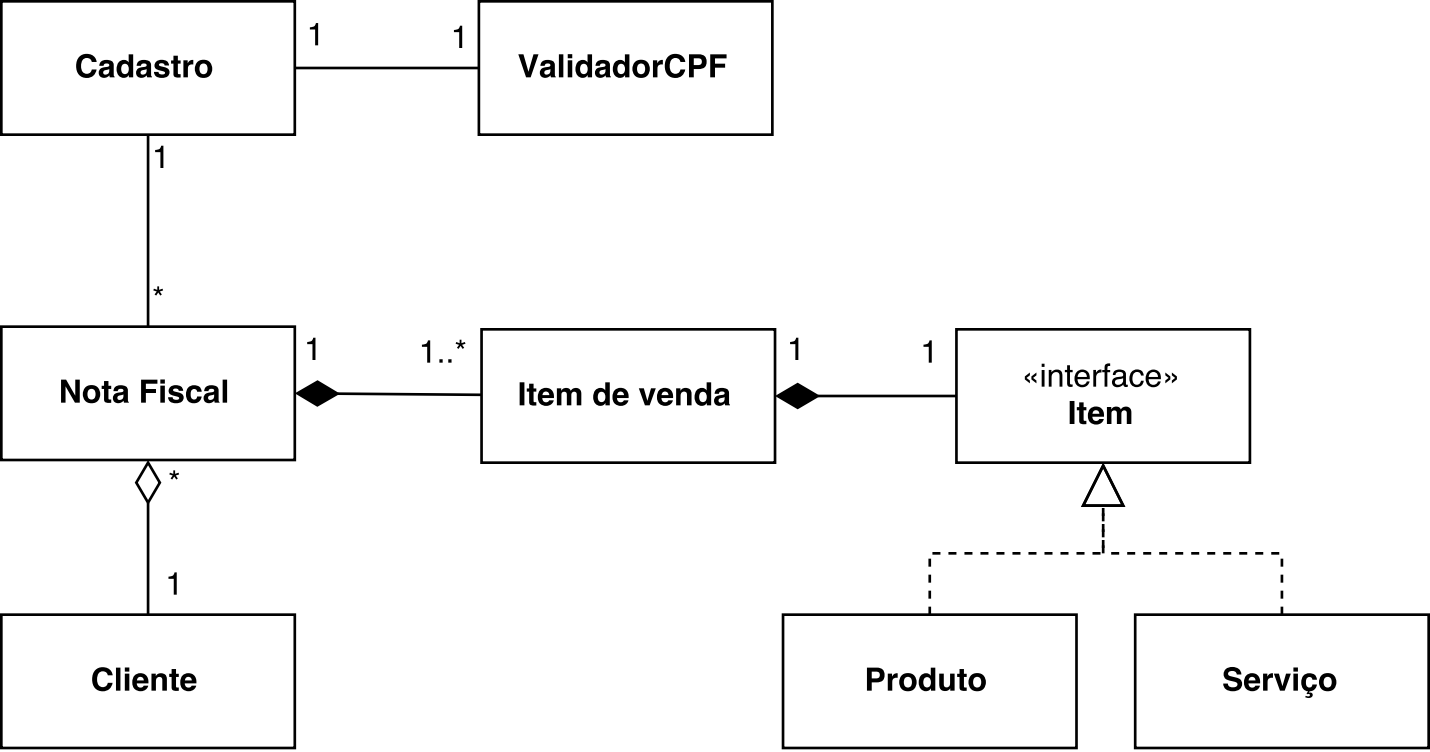 Cadastro
1
1
ValidadorCPF
1
*
Nota Fiscal
1
1..*
Item de venda
1
1
«interface»
Item
*
1
Cliente
Produto
Serviço